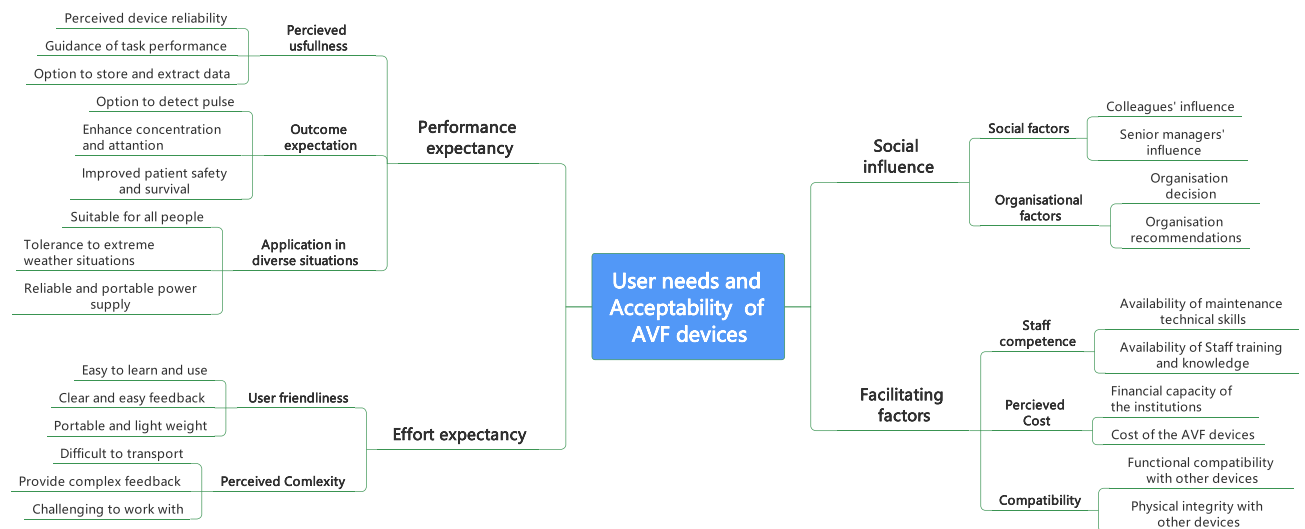 User needs and
Acceptability of
AVF devices
Performance
expectancy
Percieved
usfullness
Perceived device reliability
Guidance of task performance
Option to store and extract data
Outcome
expectation
Option to detect pulse
Enhance concentration
and attantion
Improved patient safety
and survival
Application in
diverse situations
Suitable for all people
Tolerance to extreme
weather situations
Reliable and portable power
supply
Effort expectancy
User friendliness
Easy to learn and use
Clear and easy feedback
Portable and light weight
Perceived Comlexity
Difficult to transport
Provide complex feedback
Challenging to work with
Social
influence
Social factors
Colleagues' influence
Senior managers'
influence
Organisational
factors
Organisation
decision
Organisation
recommendations
Facilitating
factors
Staff
competence
Availability of maintenance
technical skills
Availability of Staff training
and knowledge
Percieved
Cost
Financial capacity of
the institutions
Cost of the AVF devices
Compatibility
Functional compatibility
with other devices
Physical integrity with
other devices